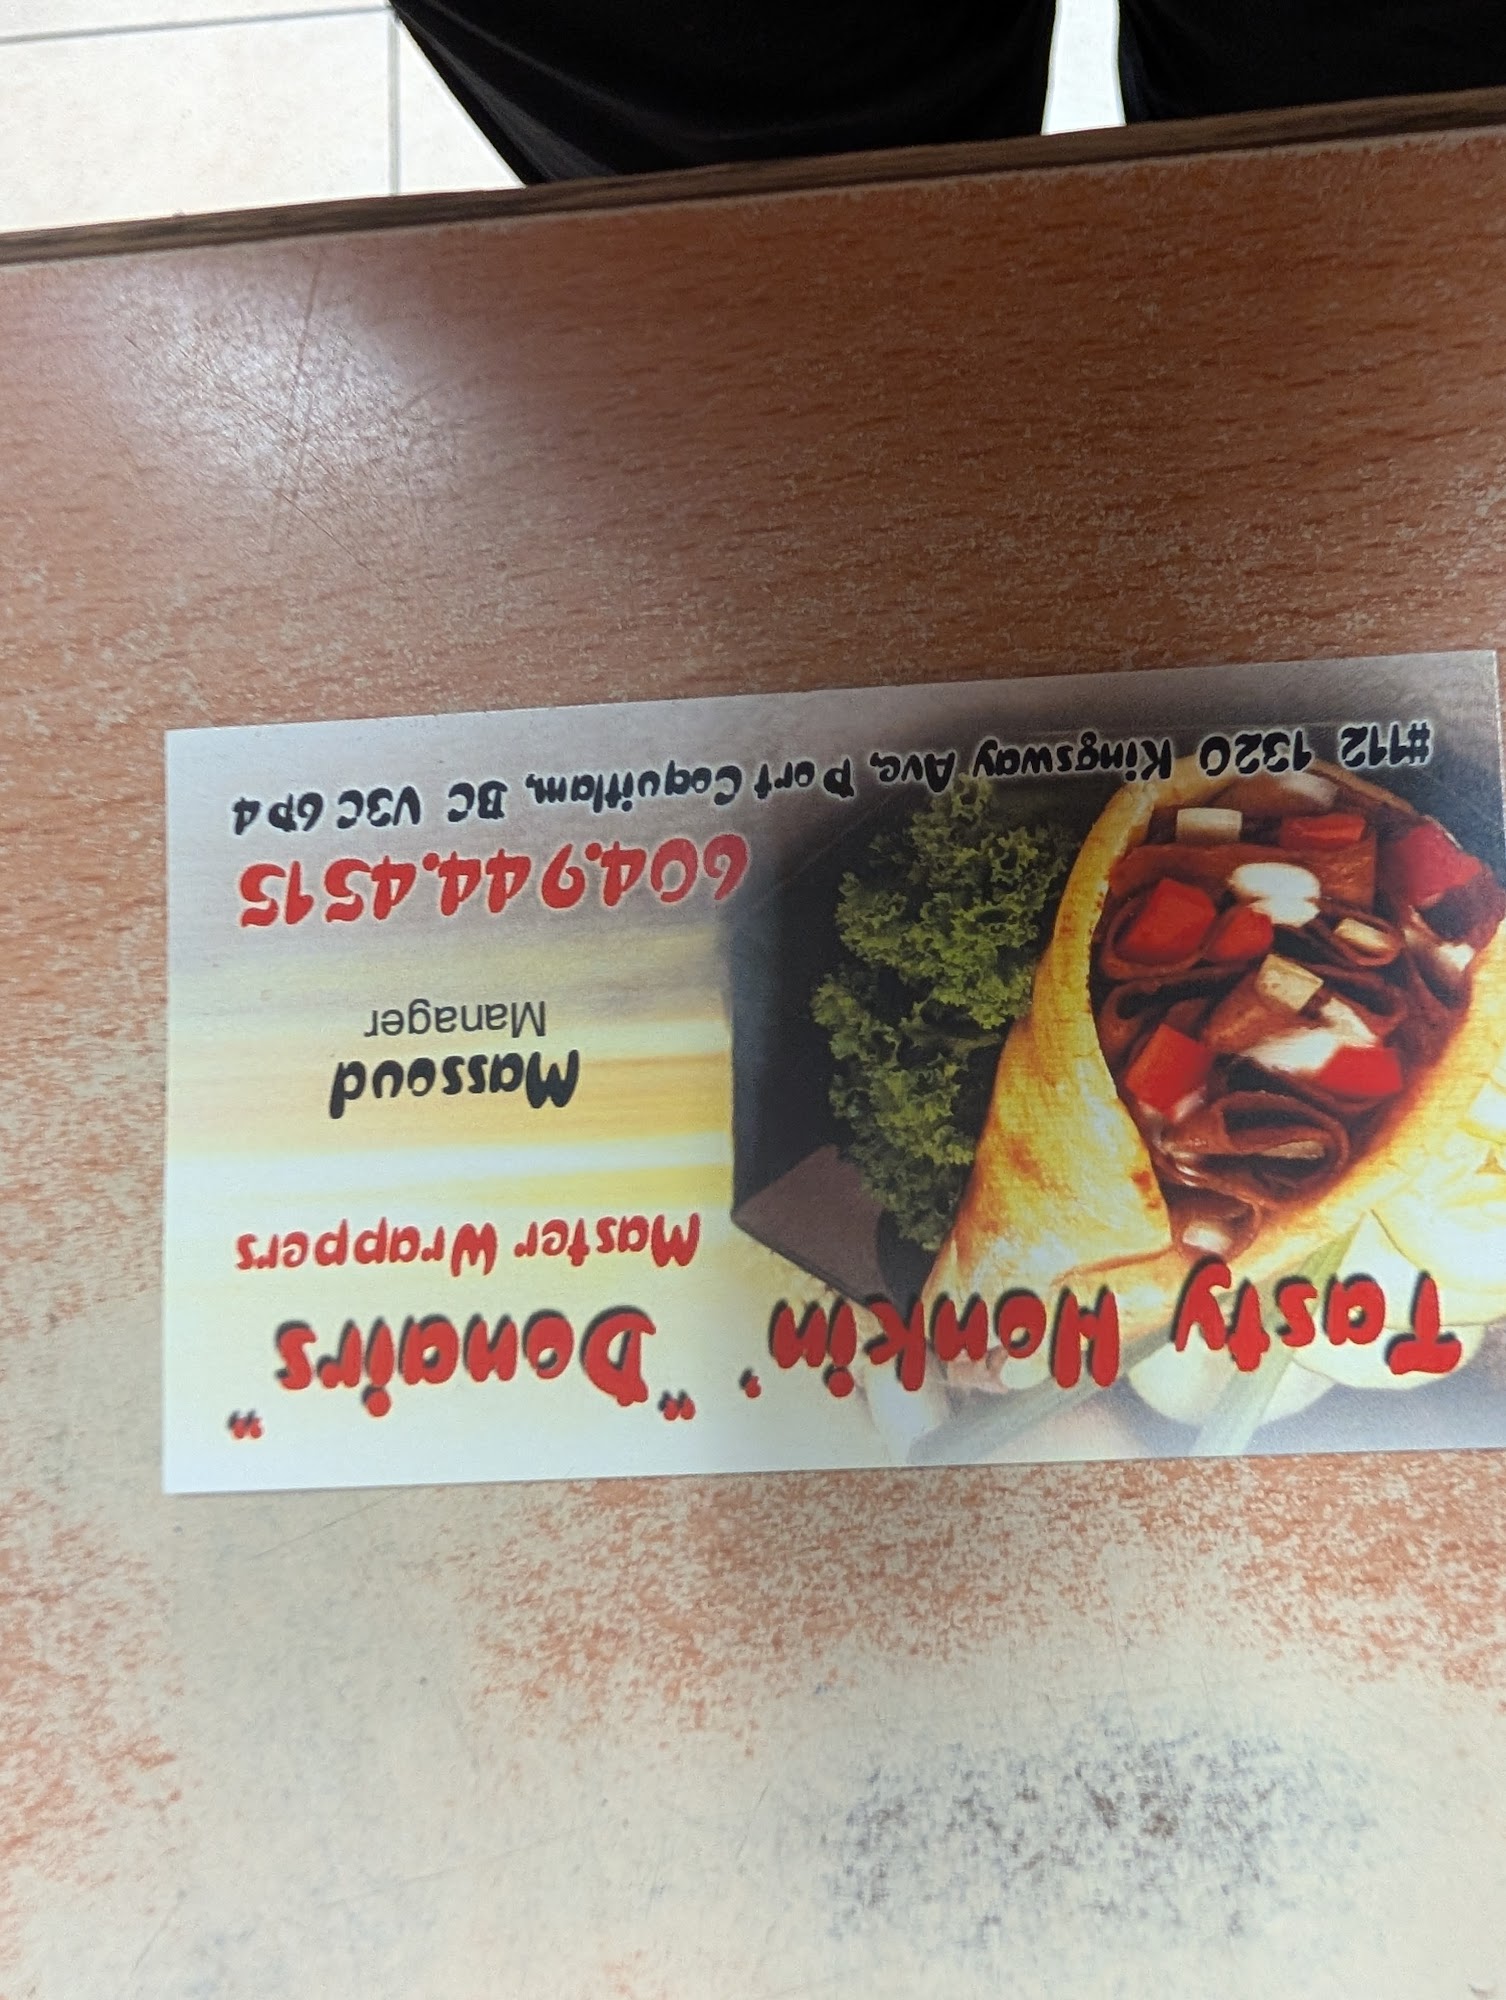 Tasty Honkin' "Donairs"
Master Wrappers
Massoud
Manager
604.944.4515
#112 1320 Kingsway Ave, Port Coquitlam, BC V3C 6P4